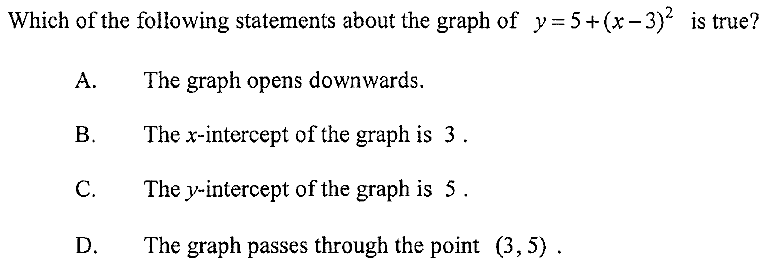 Which of the following statements about the graph of y = 5 + (x − 3)² is true?
A. The graph opens downwards.
B. The x-intercept of the graph is 3 .
C. The y-intercept of the graph is 5 .
D. The graph passes through the point (3, 5) .